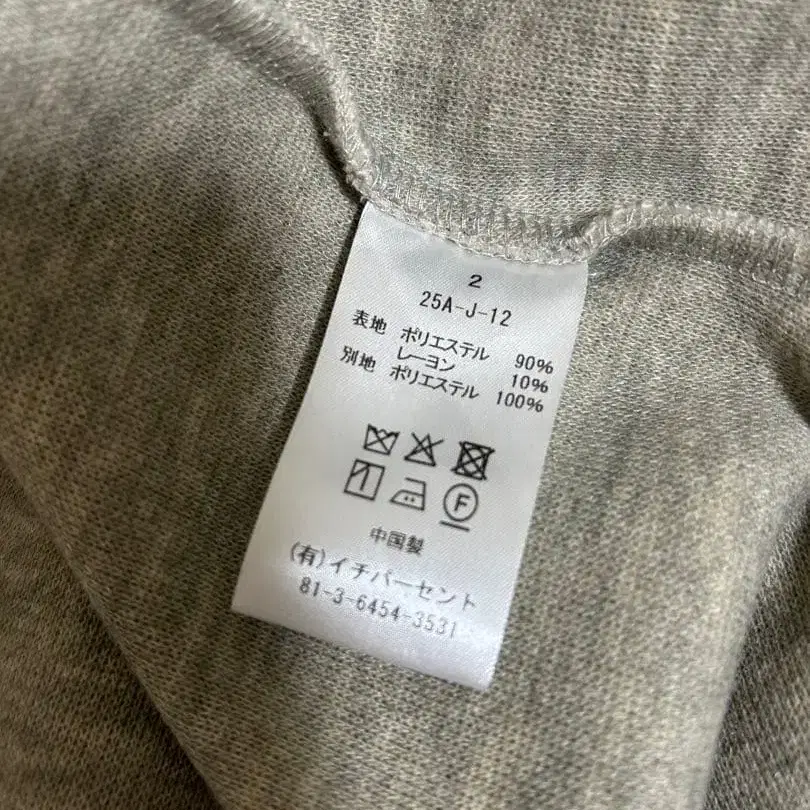 2
25A-J-12
表地 ポリエステル 90%
レーヨン 10%
別地 ポリエステル 100%
F
中国製
(有)イチパーセント
81-3-6454-3531